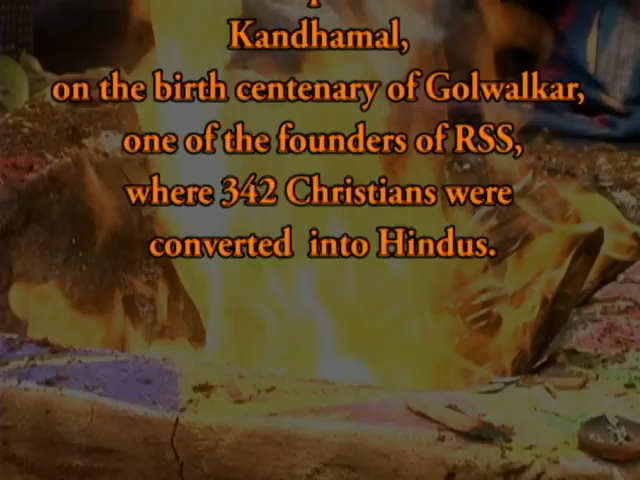 Kandhamal,
on the birth centenary of Golwalkar,
one of the founders of RSS,
where 342 Christians were
converted into Hindus.